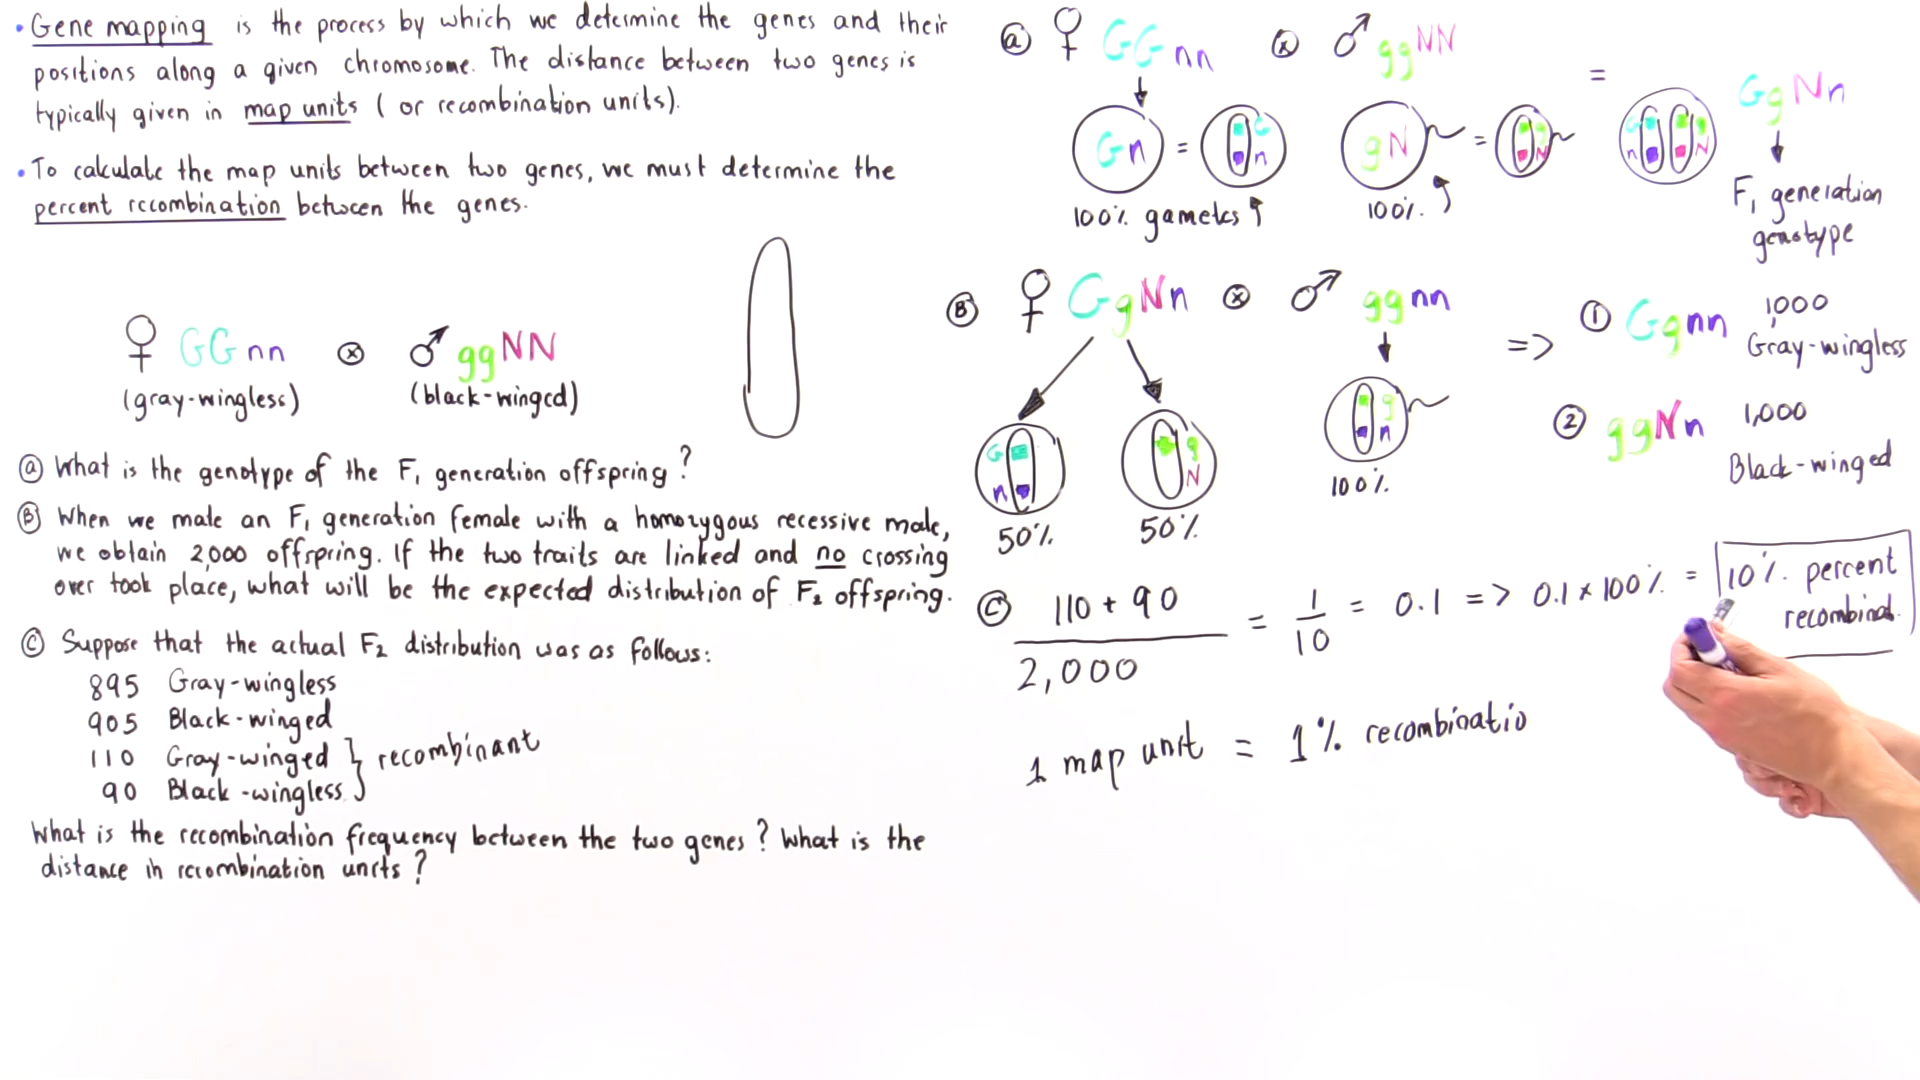 • Gene mapping is the process by which we determine the genes and their
positions along a given chromosome. The distance between two genes is
typically given in map units (or recombination units).
• To calculate the map units between two genes, we must determine the
percent recombination between the genes.
♀ GGnn ⓧ ♂ ggNN
(gray-wingless) (black-winged)
ⓐ What is the genotype of the F₁ generation offspring?
Ⓑ When we mate an F₁ generation female with a homozygous recessive male,
we obtain 2,000 offspring. If the two traits are linked and no crossing
over took place, what will be the expected distribution of F₂ offspring.
Ⓒ Suppose that the actual F₂ distribution was as follows:
895 Gray-wingless
905 Black-winged
110 Gray-winged } recombinant
90 Black-wingless
What is the recombination frequency between the two genes? What is the
distance in recombination units?
ⓐ ♀ GGnn ⓧ ♂ ggNN = GgNn
Gn = G n gN = g N G n g N
100% gametes 100%.
F₁ generation
genotype
Ⓑ ♀ GgNn ⓧ ♂ ggnn => ① Ggnn 1,000
Gray-wingless
② ggNn 1,000
Black-winged
G n g N g n
50% 50% 100%
Ⓒ 110 + 90 / 2,000 = 1/10 = 0.1 => 0.1 x 100% = 10% percent
recombinat.
1 map unit = 1% recombinatio